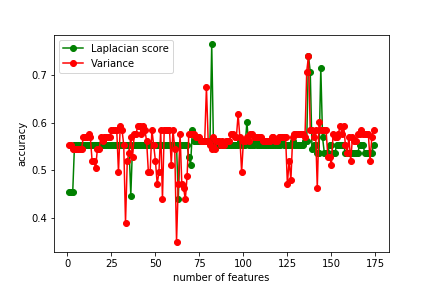 Laplacian score
Variance
0.7
0.6
0.5
0.4
accuracy
0 25 50 75 100 125 150 175
number of features